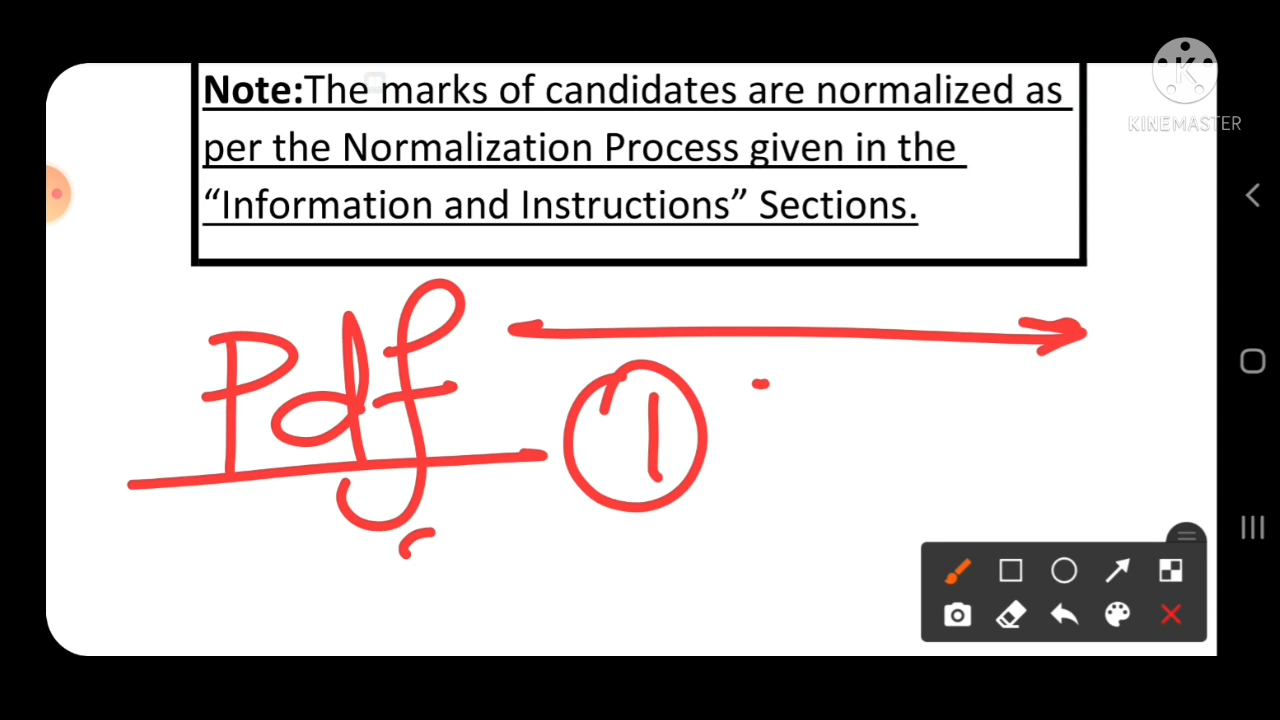 Note:The marks of candidates are normalized as
per the Normalization Process given in the
“Information and Instructions” Sections.
KINEMASTER
Pdf
1